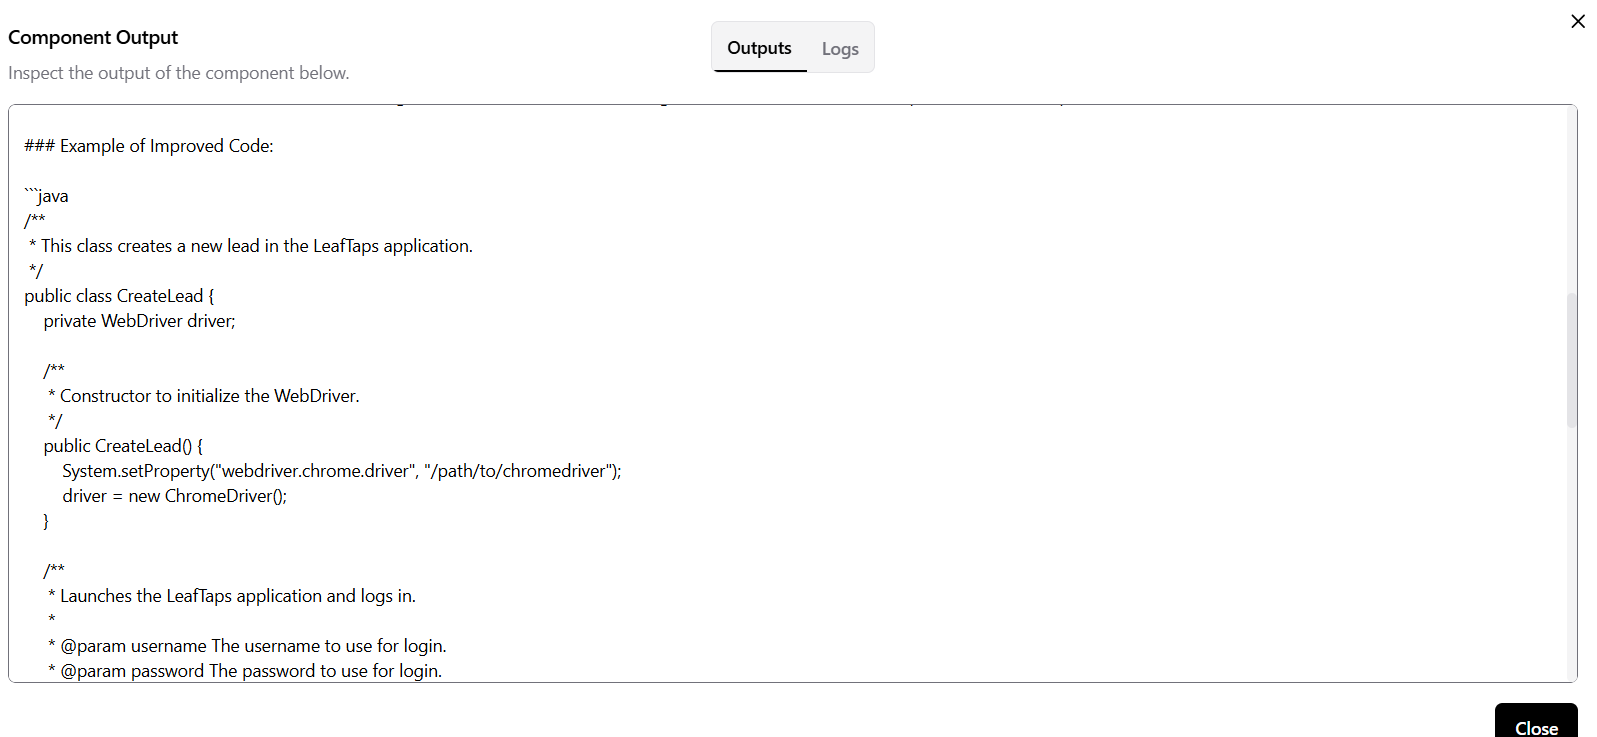 Component Output
Inspect the output of the component below.
Outputs
Logs
### Example of Improved Code:
```java
/**
 * This class creates a new lead in the LeafTaps application.
 */
public class CreateLead {
    private WebDriver driver;
    /**
     * Constructor to initialize the WebDriver.
     */
    public CreateLead() {
        System.setProperty("webdriver.chrome.driver", "/path/to/chromedriver");
        driver = new ChromeDriver();
    }
    /**
     * Launches the LeafTaps application and logs in.
     *
     * @param username The username to use for login.
     * @param password The password to use for login.
Close